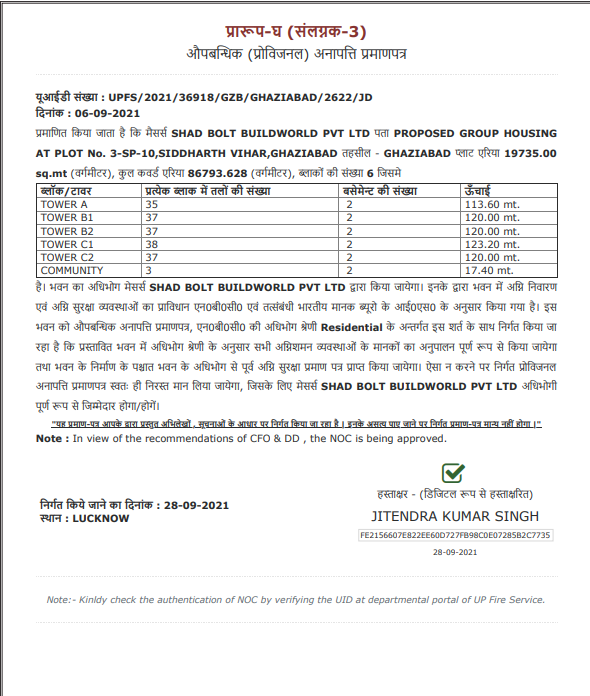 प्रारूप-घ (संलग्नक-3)
औपबन्धिक (प्रोविजनल) अनापत्ति प्रमाणपत्र
यूआईडी संख्या : UPFS/2021/36918/GZB/GHAZIABAD/2622/JD
दिनांक : 06-09-2021
प्रमाणित किया जाता है कि मैसर्स SHAD BOLT BUILDWORLD PVT LTD पता PROPOSED GROUP HOUSING
AT PLOT No. 3-SP-10,SIDDHARTH VIHAR,GHAZIABAD तहसील - GHAZIABAD प्लाट एरिया 19735.00
sq.mt (वर्गमीटर), कुल कवर्ड एरिया 86793.628 (वर्गमीटर), ब्लाकों की संख्या 6 जिसमे
ब्लॉक/टावर प्रत्येक ब्लाक में तलों की संख्या बसेमेन्ट की संख्या ऊँचाई
TOWER A 35 2 113.60 mt.
TOWER B1 37 2 120.00 mt.
TOWER B2 37 2 120.00 mt.
TOWER C1 38 2 123.20 mt.
TOWER C2 37 2 120.00 mt.
COMMUNITY 3 2 17.40 mt.
है। भवन का अधिभोग मेसर्स SHAD BOLT BUILDWORLD PVT LTD द्वारा किया जायेगा। इनके द्वारा भवन में अग्नि निवारण
एवं अग्नि सुरक्षा व्यवस्थाओं का प्राविधान एन0बी0सी0 एवं तत्संबंधी भारतीय मानक ब्यूरो के आई0एस0 के अनुसार किया गया है। इस
भवन को औपबन्धिक अनापत्ति प्रमाणपत्र, एन0बी0सी0 की अधिभोग श्रेणी Residential के अन्तर्गत इस शर्त के साथ निर्गत किया जा
रहा है कि प्रस्तावित भवन में अधिभोग श्रेणी के अनुसार सभी अग्निशमन व्यवस्थाओं के मानकों का अनुपालन पूर्ण रूप से किया जायेगा
तथा भवन के निर्माण के पश्चात भवन के अधिभोग से पूर्व अग्नि सुरक्षा प्रमाण पत्र प्राप्त किया जायेगा। ऐसा न करने पर निर्गत प्रोविजनल
अनापत्ति प्रमाणपत्र स्वतः ही निरस्त मान लिया जायेगा, जिसके लिए मेसर्स SHAD BOLT BUILDWORLD PVT LTD अधिभोगी
पूर्ण रूप से जिम्मेदार होगा/होगें।
"यह प्रमाण-पत्र आपके द्वारा प्रस्तुत अभिलेखों , सूचनाओं के आधार पर निर्गत किया जा रहा है | इनके असत्य पाए जाने पर निर्गत प्रमाण-पत्र मान्य नहीं होगा |"
Note : In view of the recommendations of CFO & DD , the NOC is being approved.
हस्ताक्षर - (डिजिटल रूप से हस्ताक्षरित)
निर्गत किये जाने का दिनांक : 28-09-2021
स्थान : LUCKNOW
JITENDRA KUMAR SINGH
FE2156607E822EE60D727FB98C0E07285B2C7735
28-09-2021
Note:- Kinldy check the authentication of NOC by verifying the UID at departmental portal of UP Fire Service.